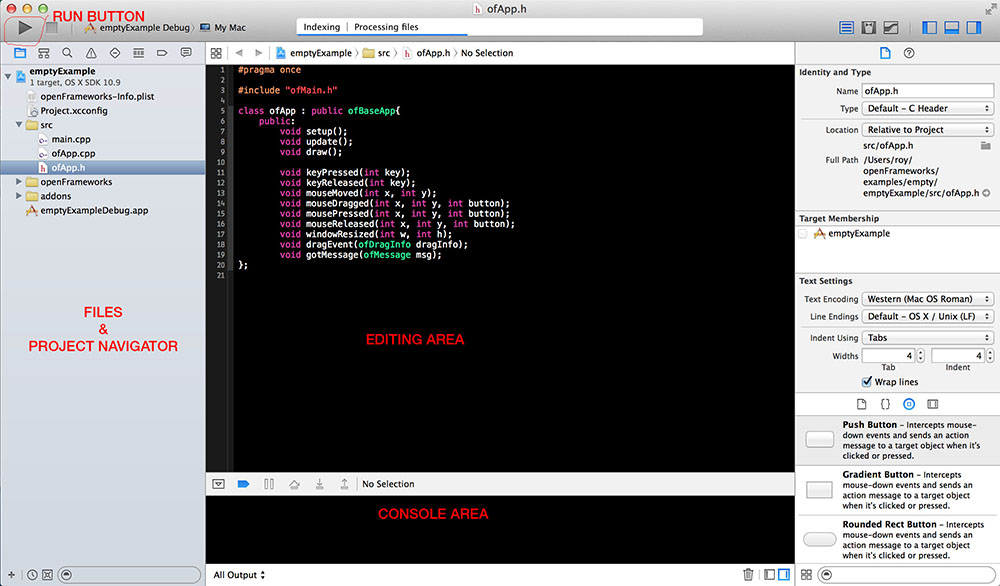 ofApp.h
RUN BUTTON
emptyExample Debug
My Mac
Indexing
Processing files
emptyExample
src
ofApp.h
No Selection
emptyExample
1 target, OS X SDK 10.9
openFrameworks-Info.plist
Project.xcconfig
src
main.cpp
ofApp.cpp
ofApp.h
openFrameworks
addons
emptyExampleDebug.app
FILES
&
PROJECT NAVIGATOR
1 #pragma once
2
3 #include "ofMain.h"
4
5 class ofApp : public ofBaseApp{
6 public:
7 void setup();
8 void update();
9 void draw();
10
11 void keyPressed(int key);
12 void keyReleased(int key);
13 void mouseMoved(int x, int y);
14 void mouseDragged(int x, int y, int button);
15 void mousePressed(int x, int y, int button);
16 void mouseReleased(int x, int y, int button);
17 void windowResized(int w, int h);
18 void dragEvent(ofDragInfo dragInfo);
19 void gotMessage(ofMessage msg);
20 };
21
EDITING AREA
No Selection
CONSOLE AREA
All Output
Identity and Type
Name ofApp.h
Type Default - C Header
Location Relative to Project
src/ofApp.h
Full Path /Users/roy/
openFrameworks/
examples/empty/
emptyExample/src/ofApp.h
Target Membership
emptyExample
Text Settings
Text Encoding Western (Mac OS Roman)
Line Endings Default - OS X / Unix (LF)
Indent Using Tabs
Widths 4 4
Tab Indent
Wrap lines
Push Button - Intercepts mouse-
down events and sends an action
message to a target object when it's
clicked or pressed.
Gradient Button - Intercepts
mouse-down events and sends an
action message to a target object
when it's clicked or pressed.
Rounded Rect Button - Intercepts
mouse-down events and sends an
action message to a target object
when it's clicked or pressed.